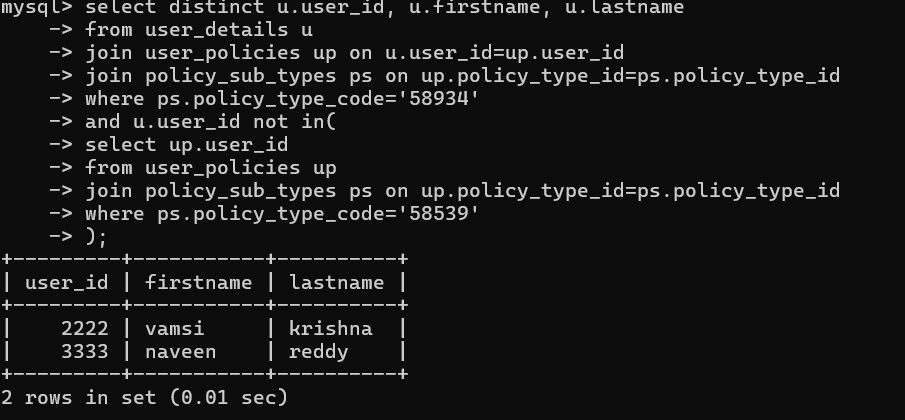 mysql> select distinct u.user_id, u.firstname, u.lastname
    -> from user_details u
    -> join user_policies up on u.user_id=up.user_id
    -> join policy_sub_types ps on up.policy_type_id=ps.policy_type_id
    -> where ps.policy_type_code='58934'
    -> and u.user_id not in(
    -> select up.user_id
    -> from user_policies up
    -> join policy_sub_types ps on up.policy_type_id=ps.policy_type_id
    -> where ps.policy_type_code='58539'
    -> );
+---------+-----------+----------+
| user_id | firstname | lastname |
+---------+-----------+----------+
|    2222 | vamsi     | krishna  |
|    3333 | naveen    | reddy    |
+---------+-----------+----------+
2 rows in set (0.01 sec)